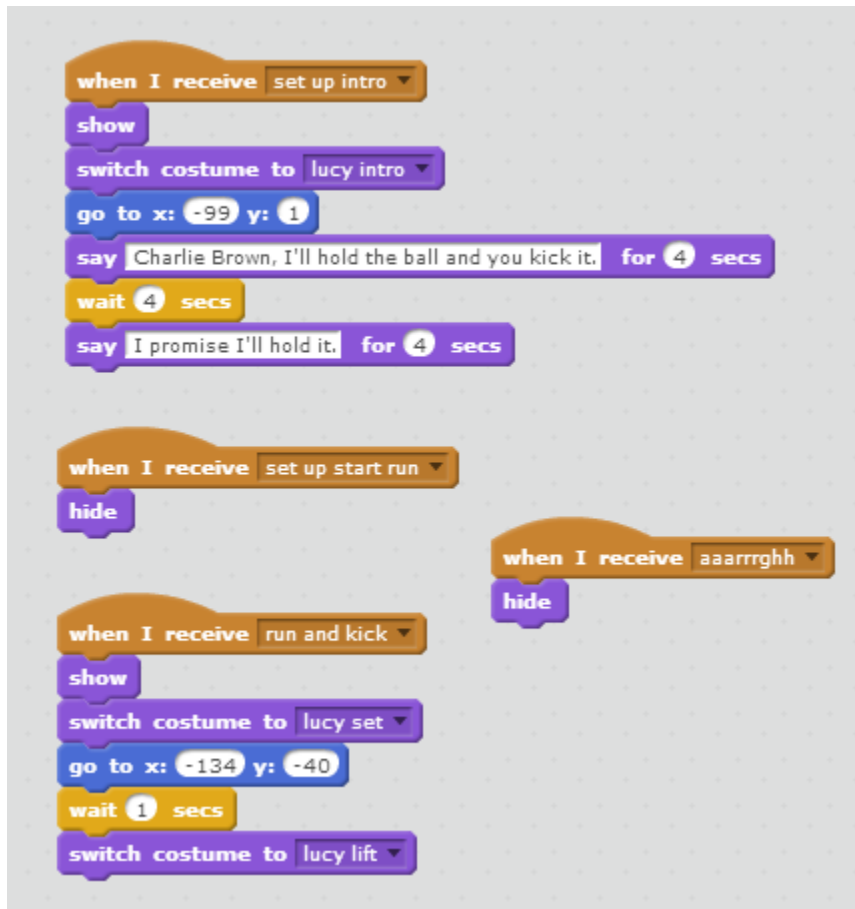 when I receive set up intro
show
switch costume to lucy intro
go to x: -99 y: 1
say Charlie Brown, I'll hold the ball and you kick it. for 4 secs
wait 4 secs
say I promise I'll hold it. for 4 secs
when I receive set up start run
hide
when I receive aaarrrghh
hide
when I receive run and kick
show
switch costume to lucy set
go to x: -134 y: -40
wait 1 secs
switch costume to lucy lift